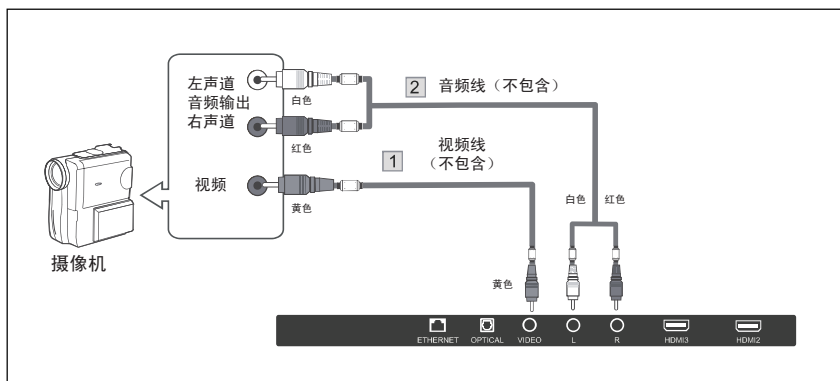 左声道
音频输出
右声道
白色
红色
视频
黄色
摄像机
2 音频线（不包含）
1 视频线
（不包含）
白色 红色
黄色
ETHERNET OPTICAL VIDEO L R HDMI3 HDMI2